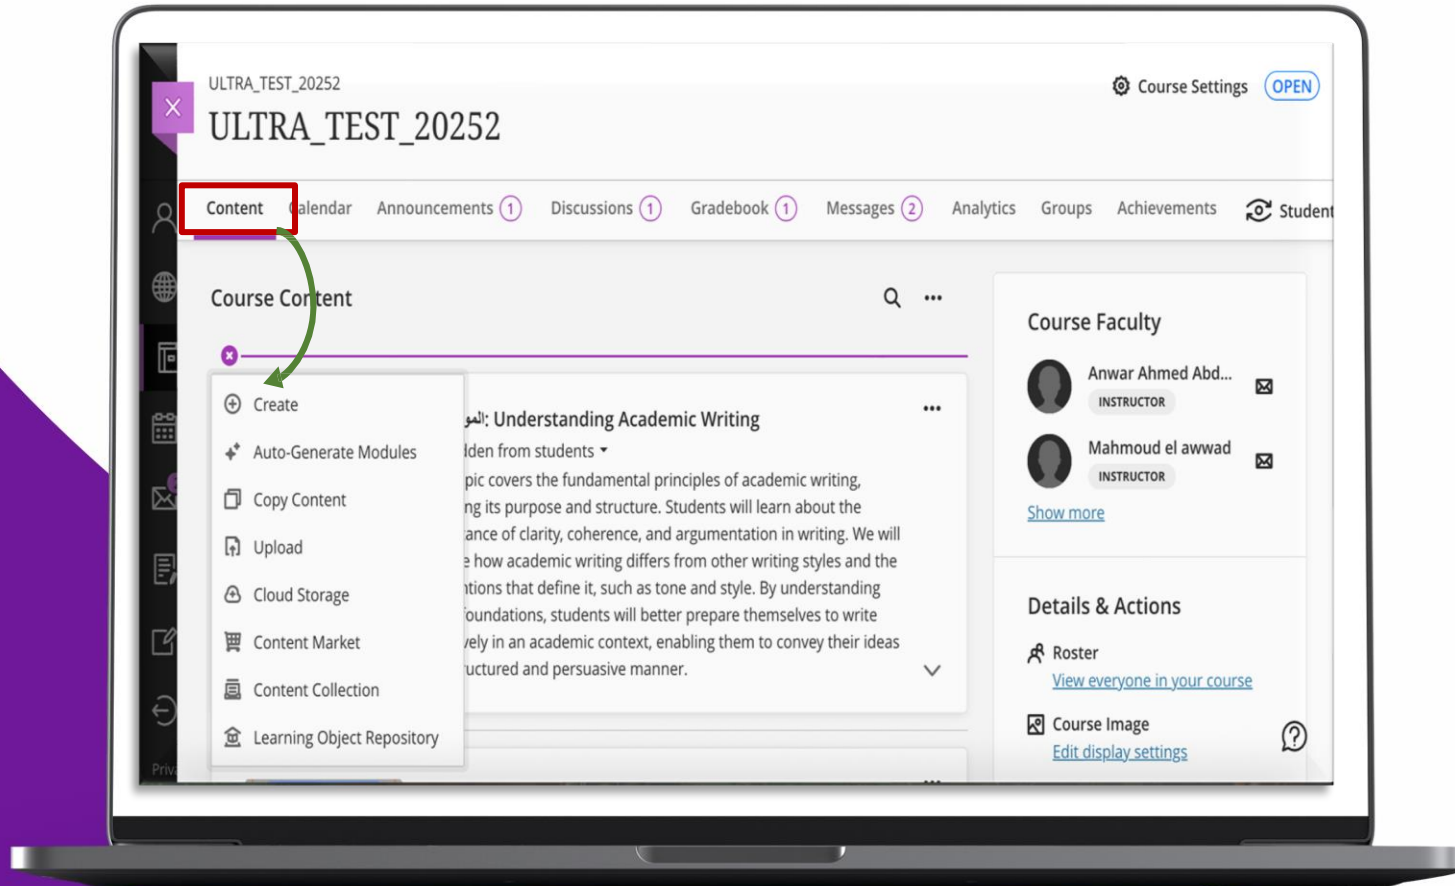 ULTRA_TEST_20252
Course Settings OPEN
ULTRA_TEST_20252
Content Calendar Announcements 1 Discussions 1 Gradebook 1 Messages 2 Analytics Groups Achievements Student
Course Content
Create
Auto-Generate Modules
Copy Content
Upload
Cloud Storage
Content Market
Content Collection
Learning Object Repository
: Understanding Academic Writing
dden from students
pic covers the fundamental principles of academic writing,
ng its purpose and structure. Students will learn about the
ance of clarity, coherence, and argumentation in writing. We will
e how academic writing differs from other writing styles and the
ntions that define it, such as tone and style. By understanding
oundations, students will better prepare themselves to write
vely in an academic context, enabling them to convey their ideas
uctured and persuasive manner.
Course Faculty
Anwar Ahmed Abd...
INSTRUCTOR
Mahmoud el awwad
INSTRUCTOR
Show more
Details & Actions
Roster
View everyone in your course
Course Image
Edit display settings
Priva